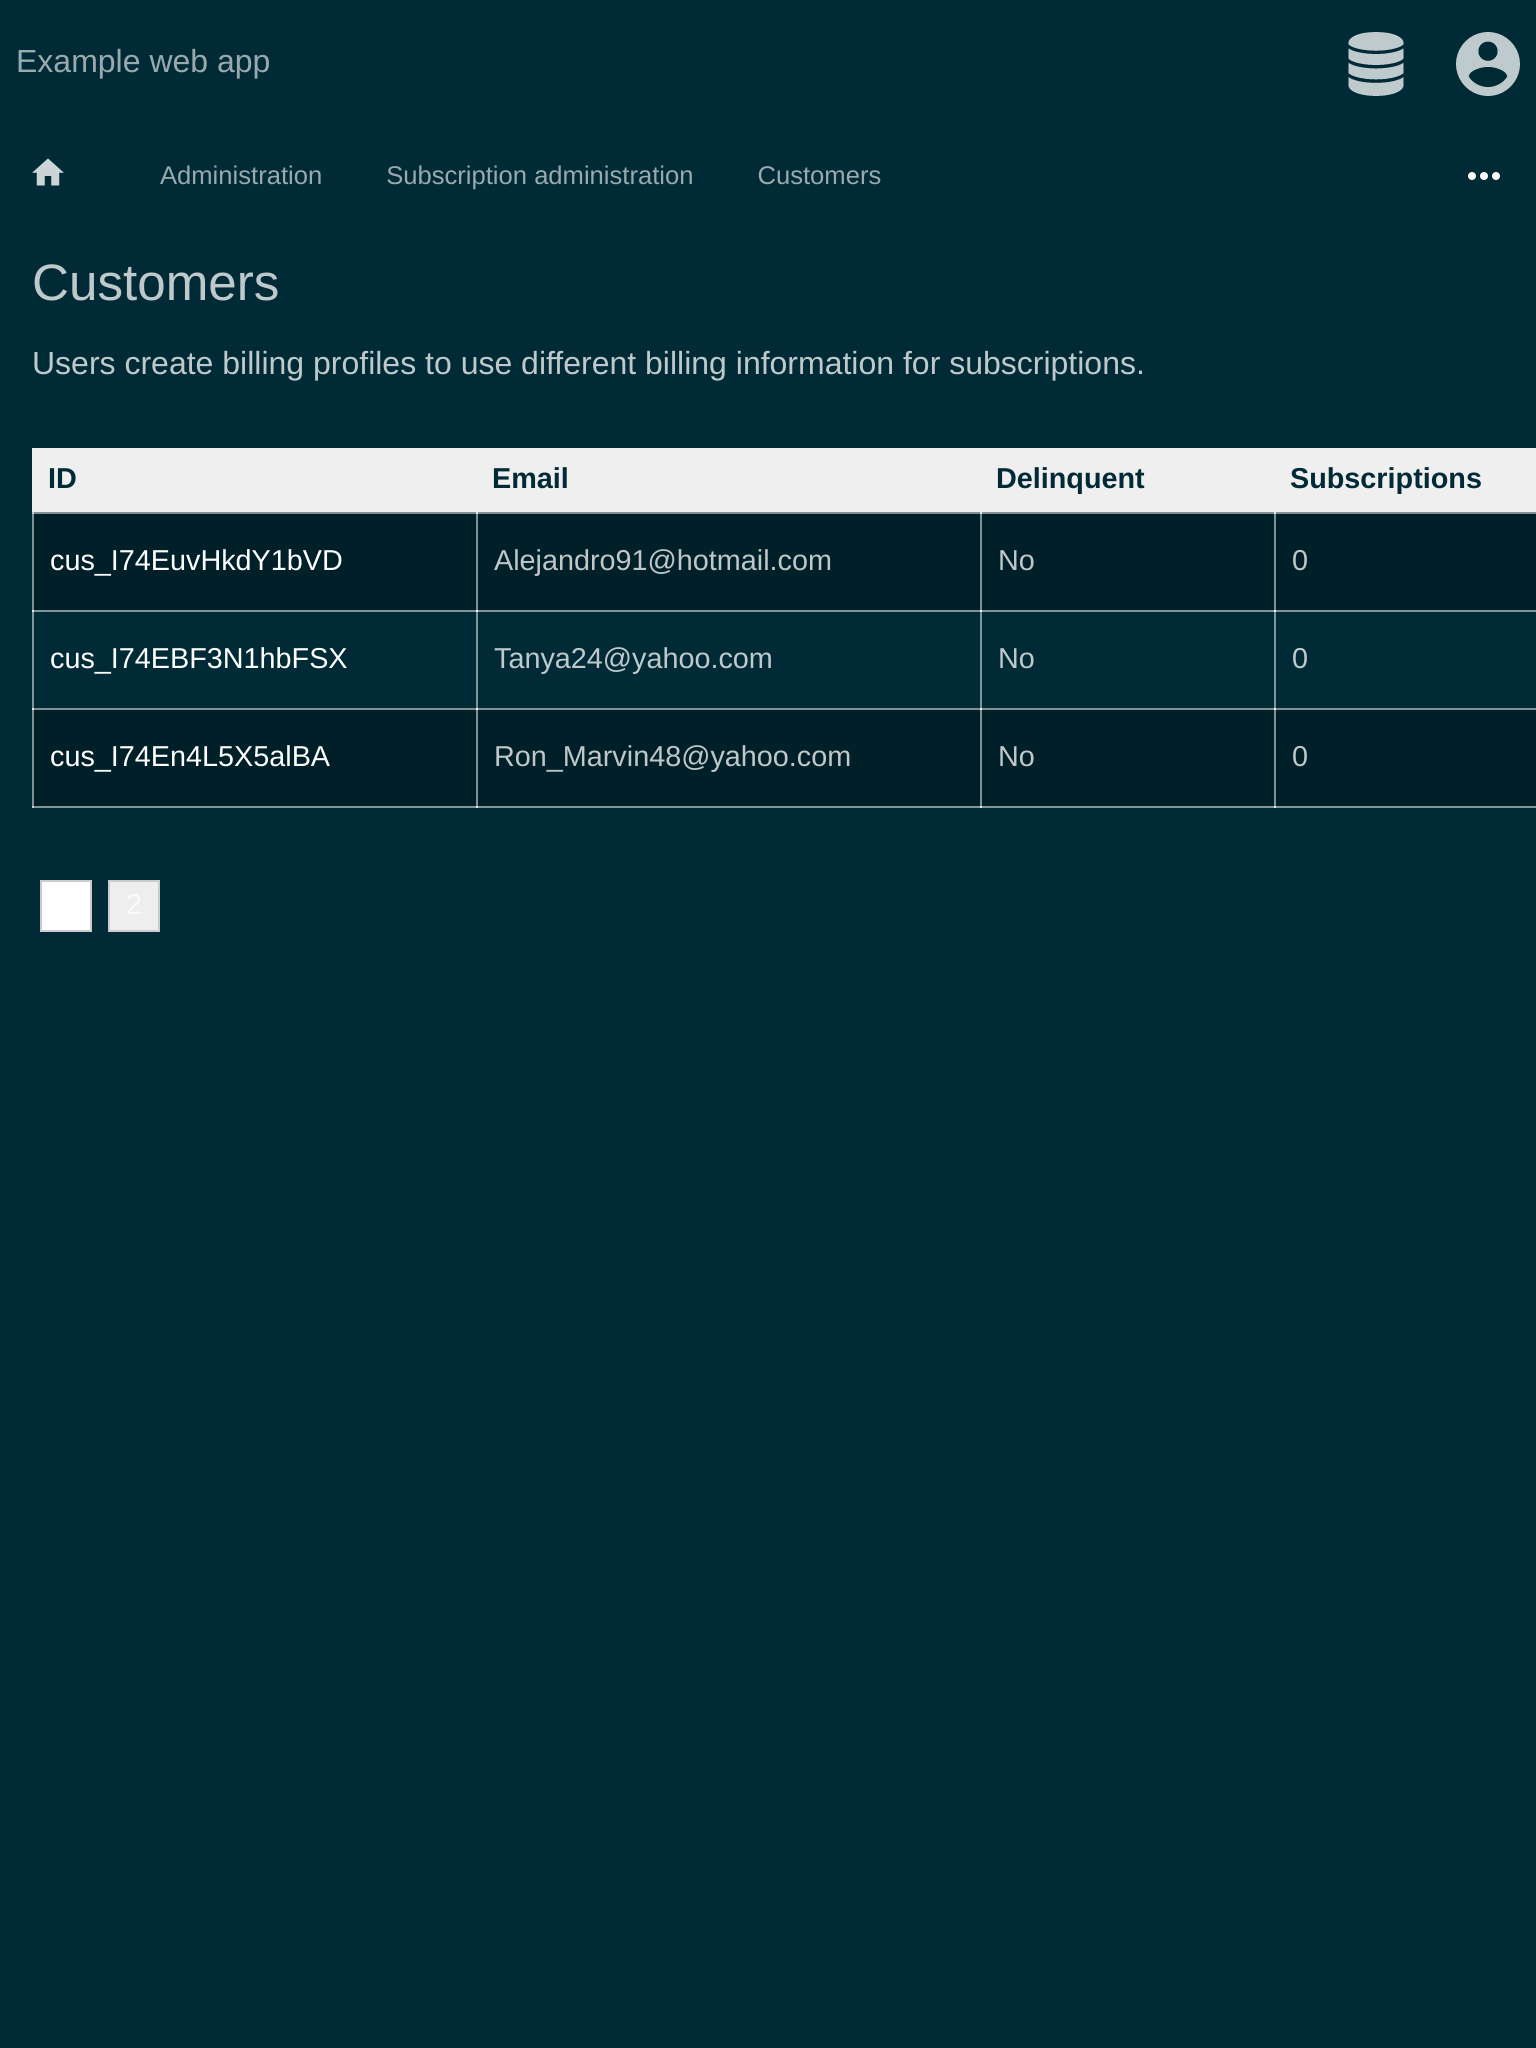 Example web app
Administration Subscription administration Customers
Customers
Users create billing profiles to use different billing information for subscriptions.
ID Email Delinquent Subscriptions
cus_I74EuvHkdY1bVD Alejandro91@hotmail.com No 0
cus_I74EBF3N1hbFSX Tanya24@yahoo.com No 0
cus_I74En4L5X5alBA Ron_Marvin48@yahoo.com No 0
2